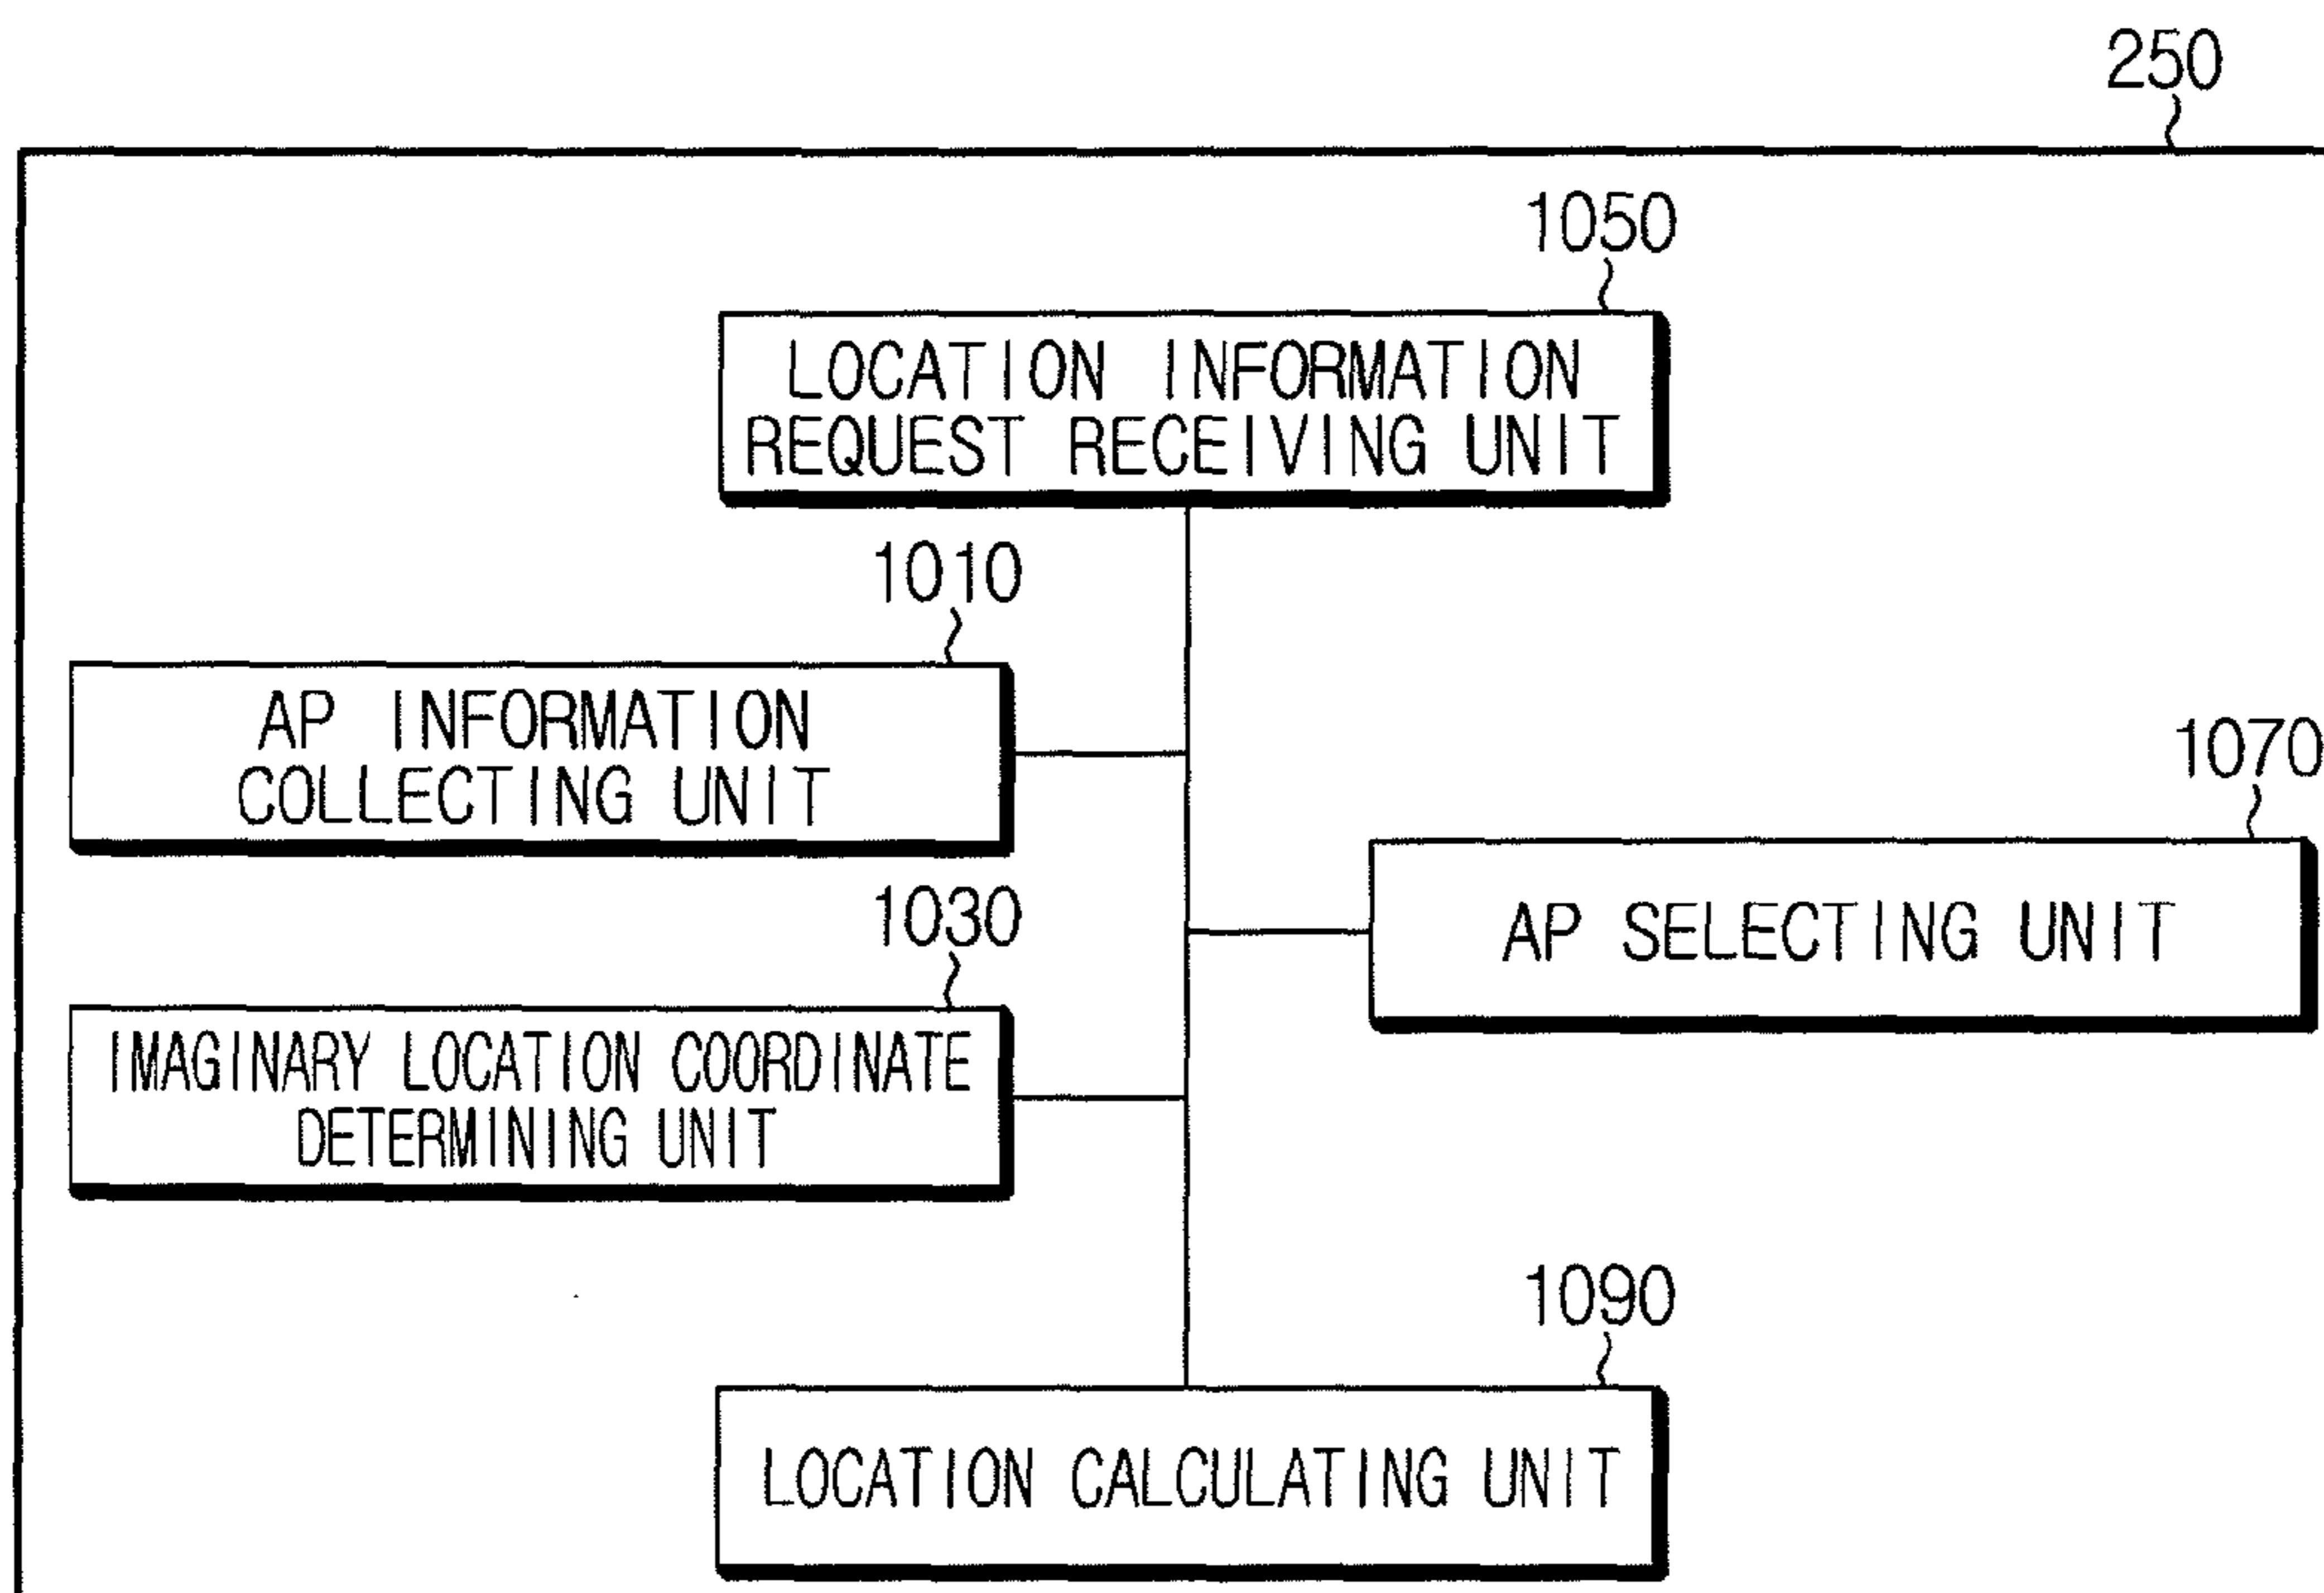 250
1050
LOCATION INFORMATION
REQUEST RECEIVING UNIT
1010
AP INFORMATION
COLLECTING UNIT
1070
AP SELECTING UNIT
1030
IMAGINARY LOCATION COORDINATE
DETERMINING UNIT
1090
LOCATION CALCULATING UNIT